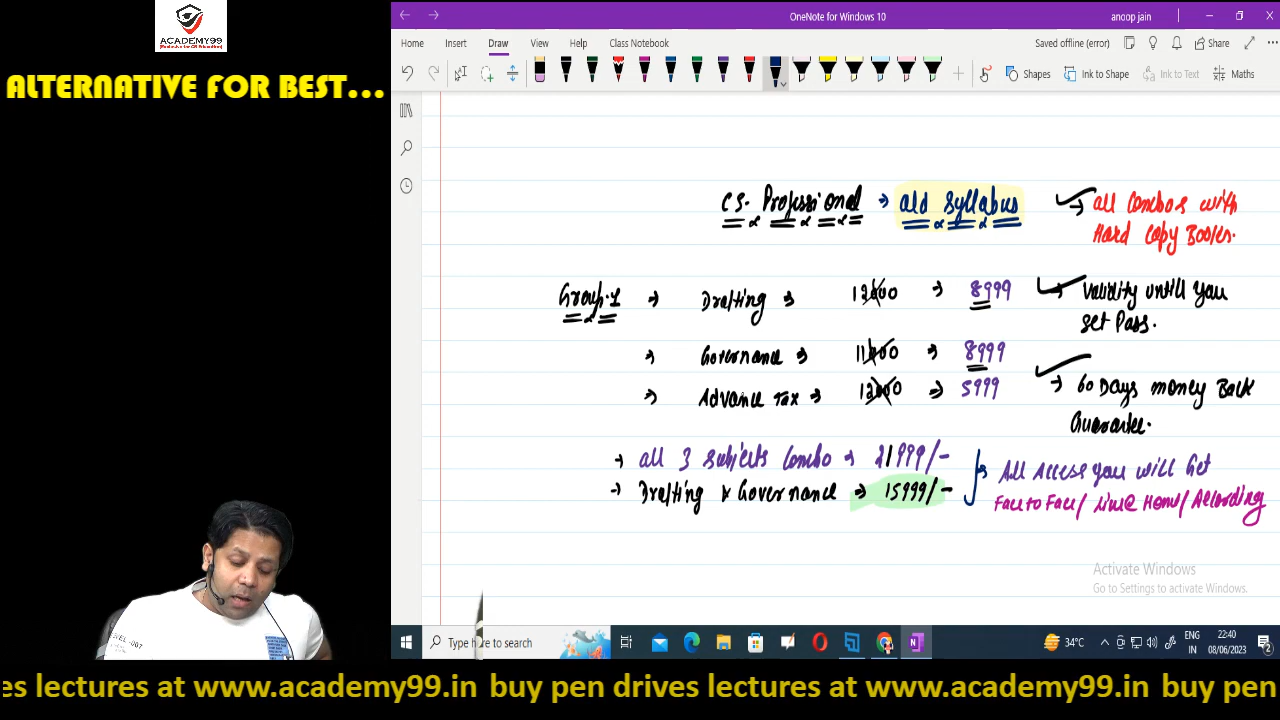 OneNote for Windows 10
anoop jain
ACADEMY99
Home Insert Draw View Help Class Notebook
Saved offline (error)
Share
ALTERNATIVE FOR BEST...
Shapes
Ink to Shape
Ink to Text
Maths
CS. Professional → old Syllabus
→ All Combos with
Hard Copy Books.
Group-1 → Drafting → 12000 → 8999
→ Validity until you
get Pass.
→ Governance → 11000 → 8999
→ Advance Tax → 12000 → 5999
→ 60 Days money Back
Guarantee.
→ all 3 Subjects Combo → 21999/-
→ Drafting & Governance → 15999/-
All Access you will Get
Face to Face/ Live @ Home/ According
Activate Windows
Go to Settings to activate Windows.
LEVEL-007
Type here to search
34°C
ENG
IN
22:40
08/06/2023
2
es lectures at www.academy99.in buy pen drives lectures at www.academy99.in buy pen